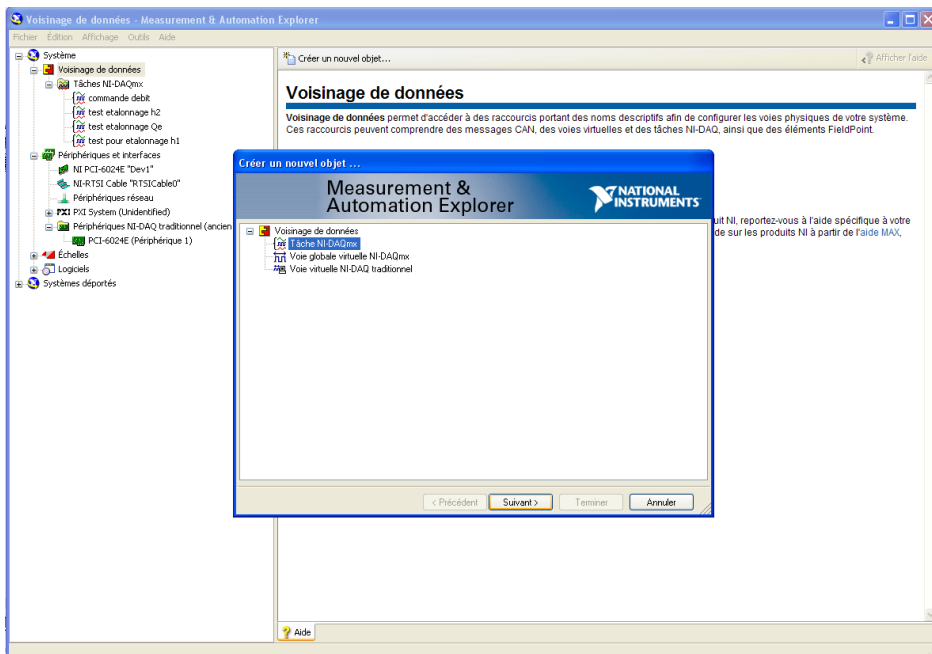 Voisinage de données - Measurement & Automation Explorer
Fichier Édition Affichage Outils Aide
Système
Voisinage de données
Tâches NI-DAQmx
commande debit
test etalonnage h2
test etalonnage Qe
test pour etalonnage h1
Périphériques et interfaces
NI PCI-6024E "Dev1"
NI-RTSI Cable "RTSICable0"
Périphériques réseau
PXI PXI System (Unidentified)
Périphériques NI-DAQ traditionnel (ancien
PCI-6024E (Périphérique 1)
Échelles
Logiciels
Systèmes déportés
Créer un nouvel objet...
Afficher l'aide
Voisinage de données
Voisinage de données permet d'accéder à des raccourcis portant des noms descriptifs afin de configurer les voies physiques de votre système.
Ces raccourcis peuvent comprendre des messages CAN, des voies virtuelles et des tâches NI-DAQ, ainsi que des éléments FieldPoint.
uit NI, reportez-vous à l'aide spécifique à votre
de sur les produits NI à partir de l'aide MAX,
Créer un nouvel objet ...
Measurement &
Automation Explorer
NATIONAL
INSTRUMENTS
Voisinage de données
Tâche NI-DAQmx
Voie globale virtuelle NI-DAQmx
Voie virtuelle NI-DAQ traditionnel
< Précédent Suivant > Terminer Annuler
Aide